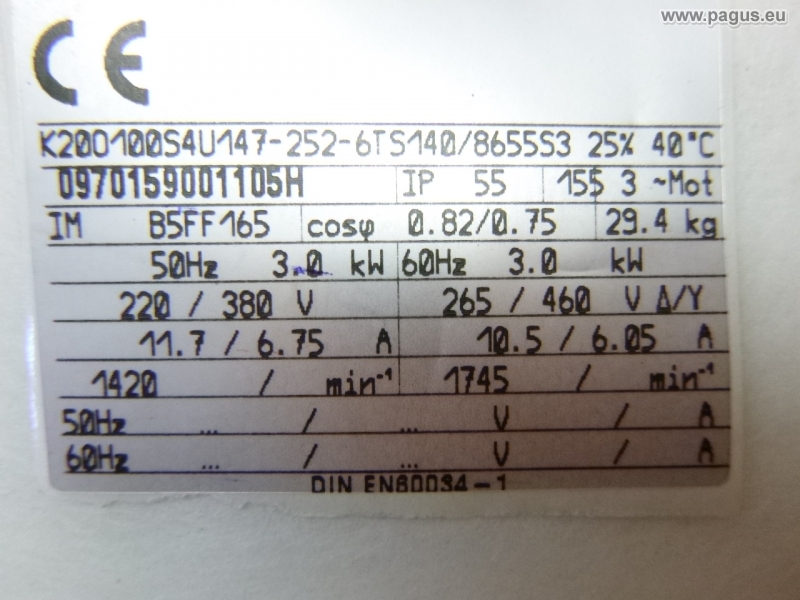 www.pagus.eu
CE
K20O100S4U147-252-6TS140/8655S3 25% 40°C
0970159001105H IP 55 155 3 ~Mot
IM B5FF165 cosφ 0.82/0.75 29.4 kg
50Hz 3.0 kW 60Hz 3.0 kW
220 / 380 V 265 / 460 V Δ/Y
11.7 / 6.75 A 10.5 / 6.05 A
1420 / min⁻¹ 1745 / min⁻¹
50Hz ... / ... V / A
60Hz ... / ... V / A
DIN EN60034-1